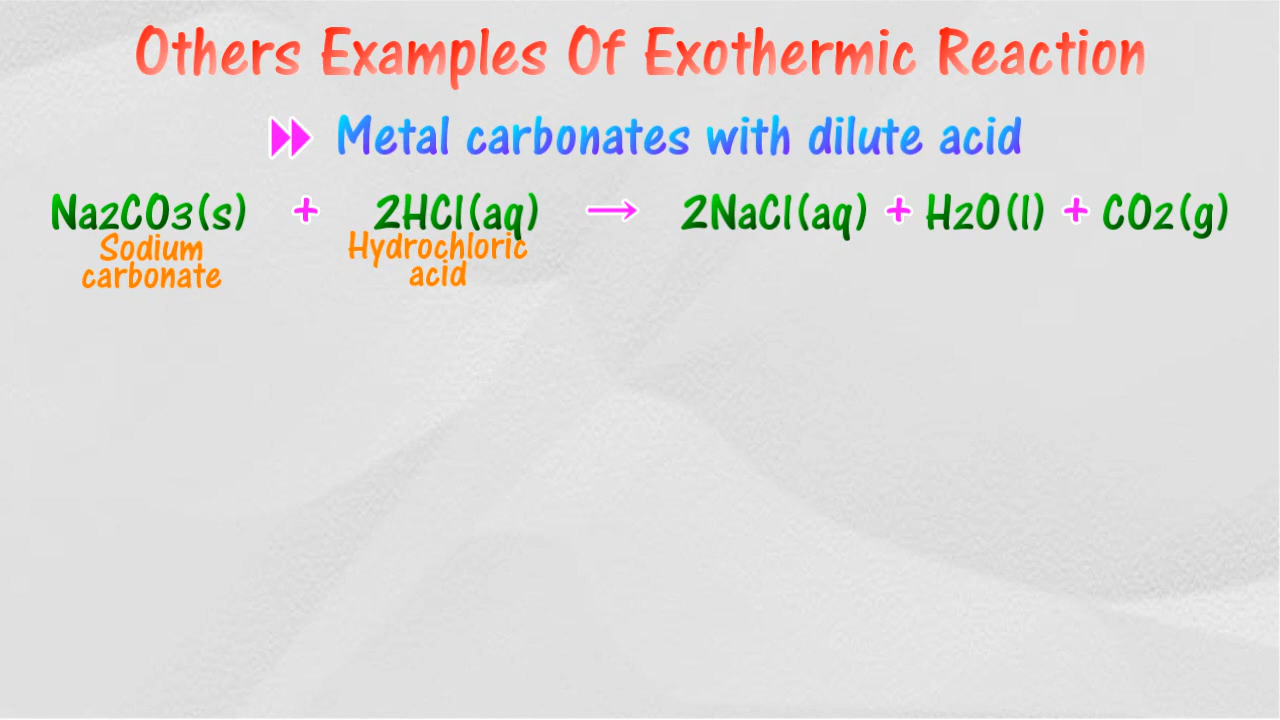 Others Examples Of Exothermic Reaction
Metal carbonates with dilute acid
Na2CO3(s) + 2HCl(aq) → 2NaCl(aq) + H2O(l) + CO2(g)
Sodium carbonate
Hydrochloric acid